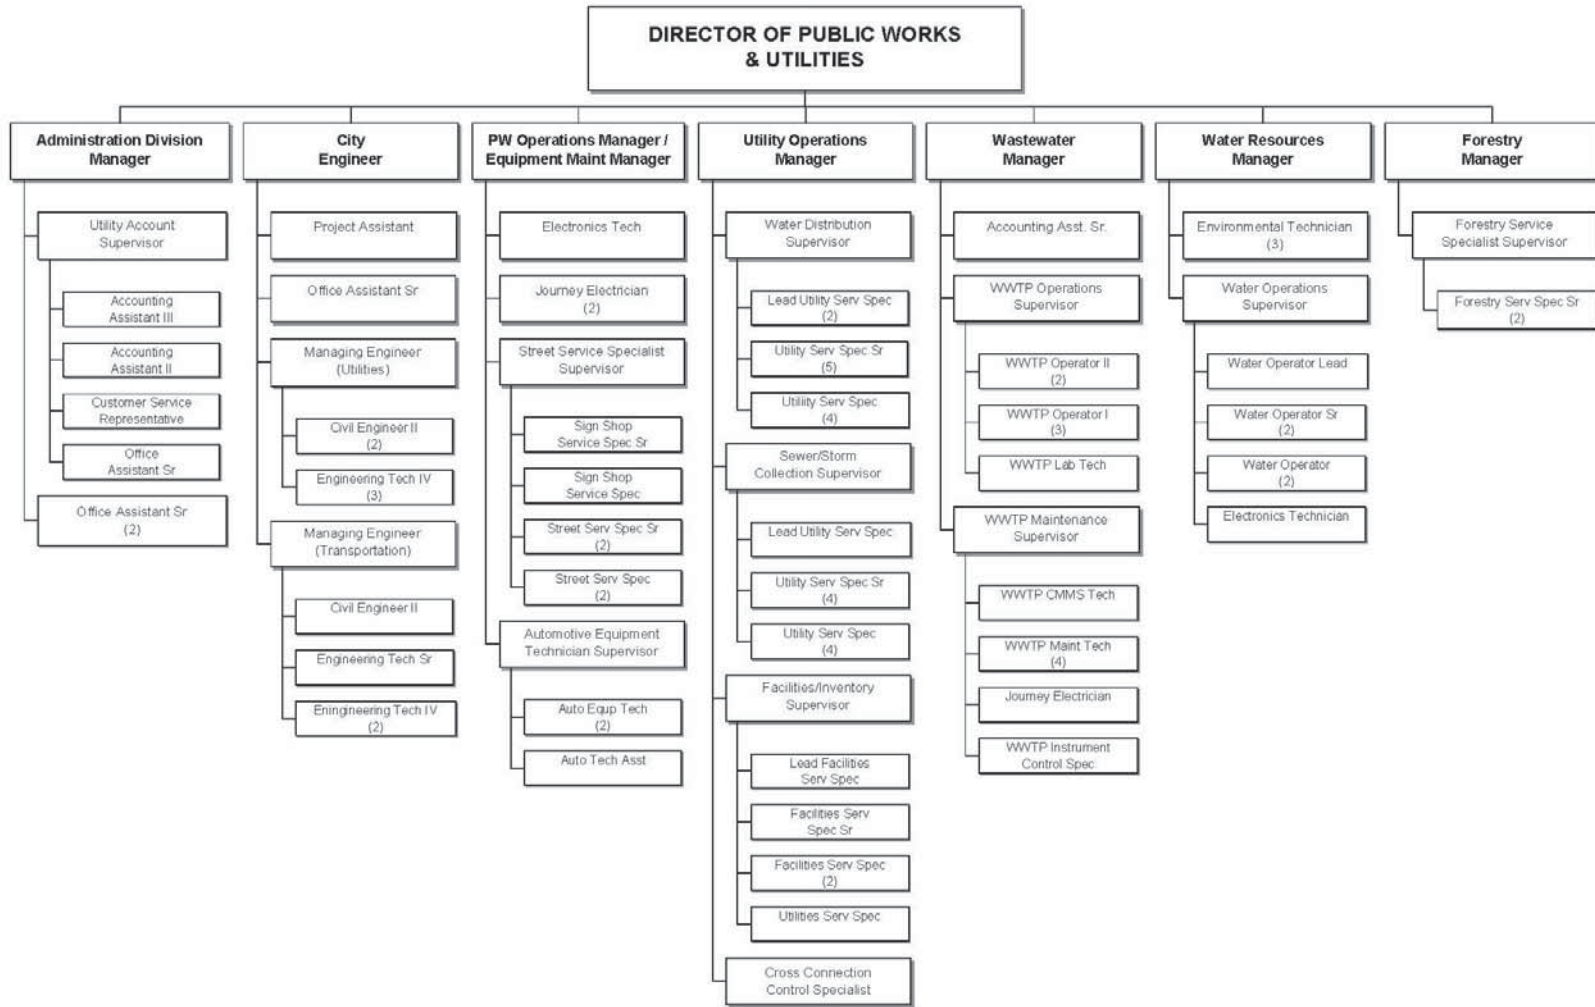 DIRECTOR OF PUBLIC WORKS
& UTILITIES
Administration Division
Manager
Utility Account
Supervisor
Accounting
Assistant III
Accounting
Assistant II
Customer Service
Representative
Office
Assistant Sr
Office Assistant Sr
(2)
City
Engineer
Project Assistant
Office Assistant Sr
Managing Engineer
(Utilities)
Civil Engineer II
(2)
Engineering Tech IV
(3)
Managing Engineer
(Transportation)
Civil Engineer II
Engineering Tech Sr
Eningineering Tech IV
(2)
PW Operations Manager /
Equipment Maint Manager
Electronics Tech
Journey Electrician
(2)
Street Service Specialist
Supervisor
Sign Shop
Service Spec Sr
Sign Shop
Service Spec
Street Serv Spec Sr
(2)
Street Serv Spec
(2)
Automotive Equipment
Technician Supervisor
Auto Equp Tech
(2)
Auto Tech Asst
Utility Operations
Manager
Water Distribution
Supervisor
Lead Utility Serv Spec
(2)
Utility Serv Spec Sr
(5)
Utiliity Serv Spec
(4)
Sewer/Storm
Collection Supervisor
Lead Utility Serv Spec
Utility Serv Spec Sr
(4)
Utility Serv Spec
(4)
Facilities/Inventory
Supervisor
Lead Facilities
Serv Spec
Facilities Serv
Spec Sr
Facilities Serv Spec
(2)
Utilities Serv Spec
Cross Connection
Control Specialist
Wastewater
Manager
Accounting Asst. Sr.
WWTP Operations
Supervisor
WWTP Operator II
(2)
WWTP Operator I
(3)
WWTP Lab Tech
WWTP Maintenance
Supervisor
WWTP CMMS Tech
WWTP Maint Tech
(4)
Journey Electrician
WWTP Instrument
Control Spec
Water Resources
Manager
Environmental Technician
(3)
Water Operations
Supervisor
Water Operator Lead
Water Operator Sr
(2)
Water Operator
(2)
Electronics Technician
Forestry
Manager
Forestry Service
Specialist Supervisor
Forestry Serv Spec Sr
(2)